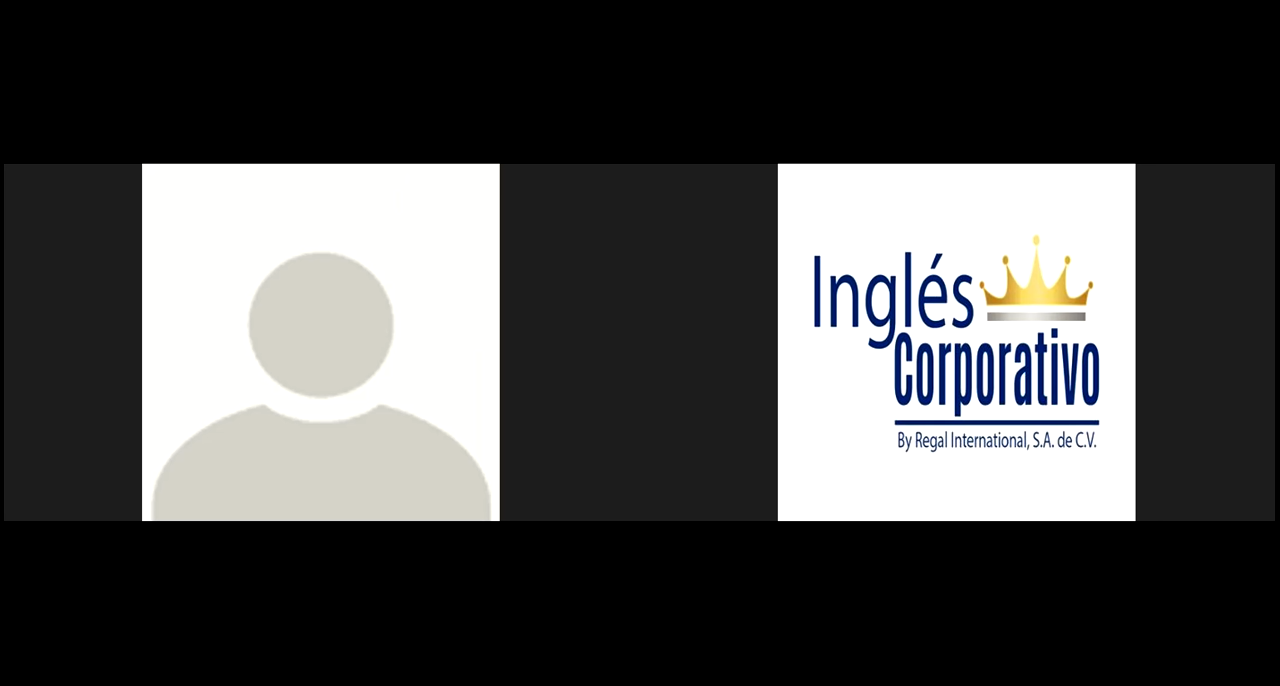 Inglés
Corporativo
By Regal International, S.A. de C.V.